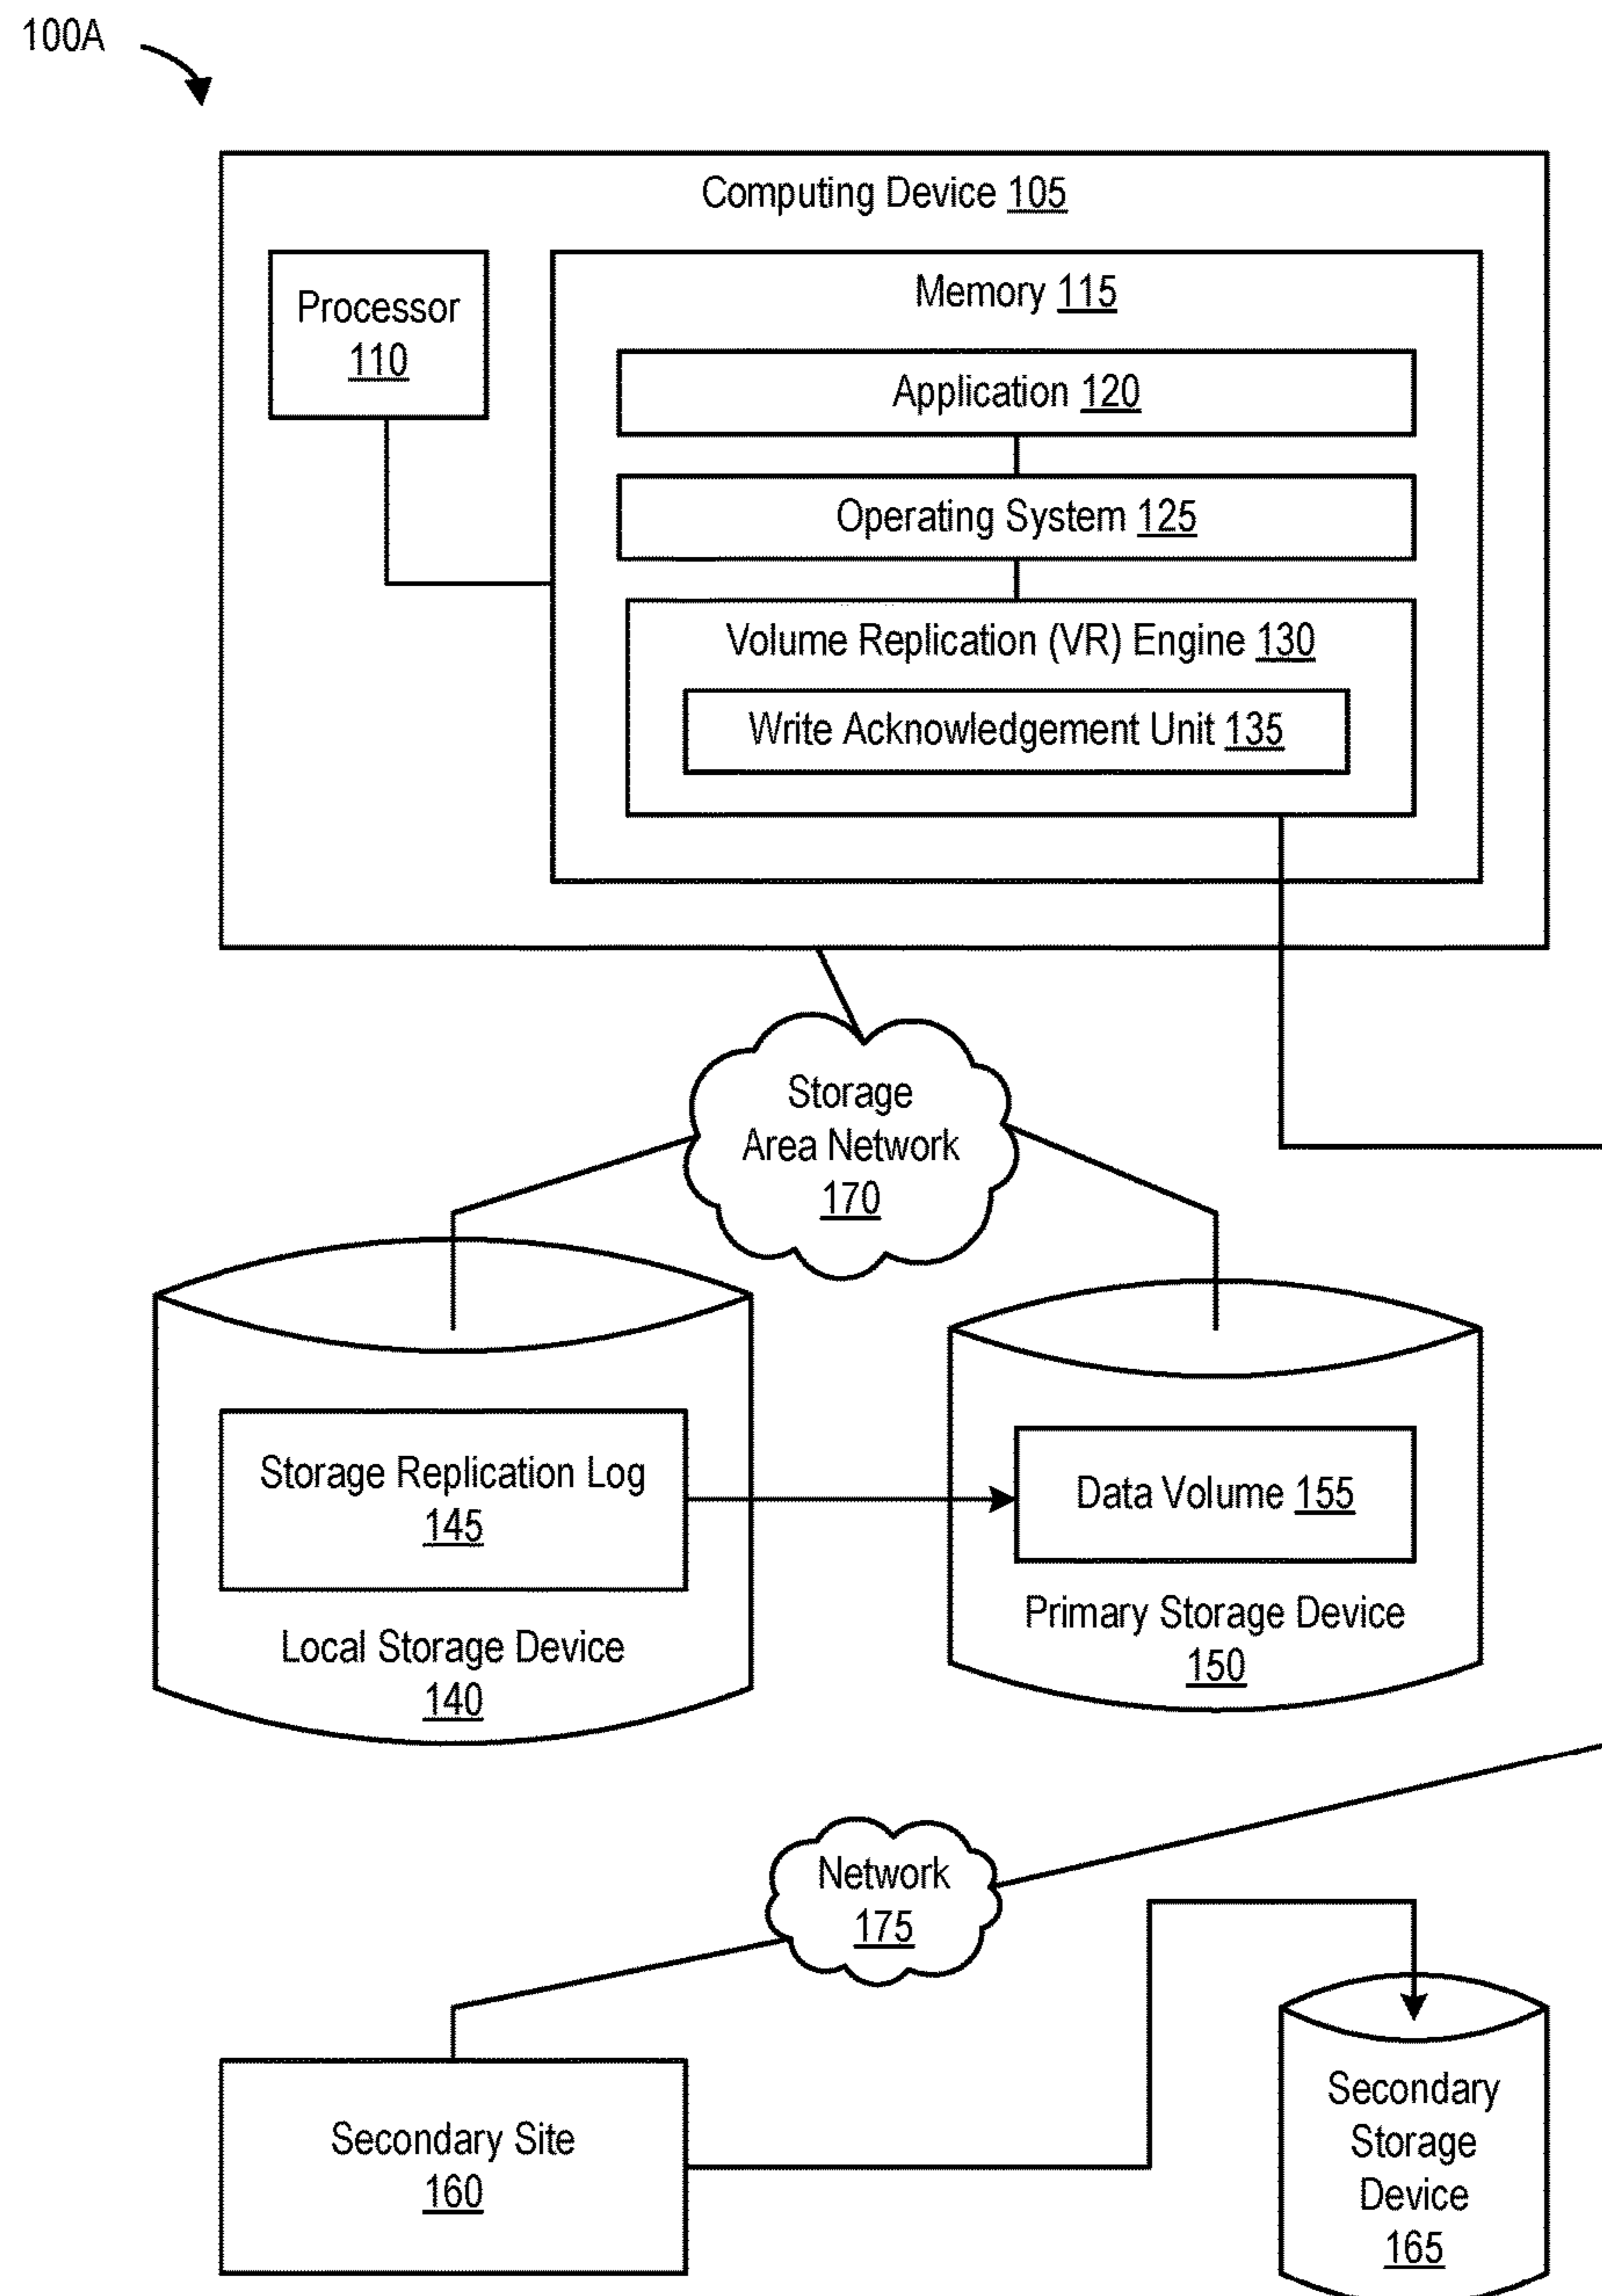 100A
Computing Device 105
Processor
110
Memory 115
Application 120
Operating System 125
Volume Replication (VR) Engine 130
Write Acknowledgement Unit 135
Storage
Area Network
170
Storage Replication Log
145
Local Storage Device
140
Data Volume 155
Primary Storage Device
150
Network
175
Secondary Site
160
Secondary
Storage
Device
165